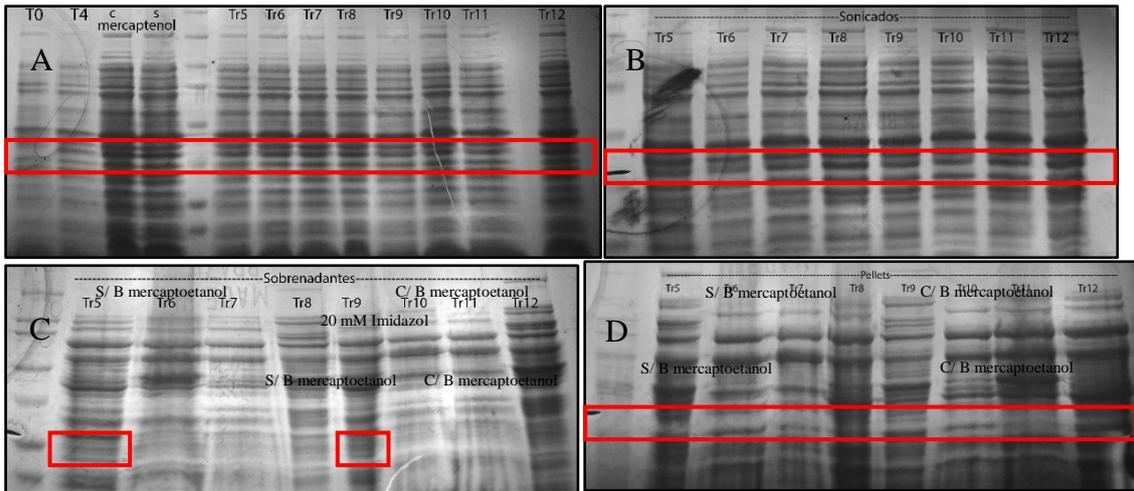 T0 T4 c s Tr5 Tr6 Tr7 Tr8 Tr9 Tr10 Tr11 Tr12
mercaptenol
A
Sonicados
Tr5 Tr6 Tr7 Tr8 Tr9 Tr10 Tr11 Tr12
B
Sobrenadantes
S/ B mercaptoetanol C/ B mercaptoetanol
Tr5 Tr6 Tr7 Tr8 Tr9 Tr10 Tr11 Tr12
20 mM Imidazol
C
S/ B mercaptoetanol C/ B mercaptoetanol
Pellets
Tr5 Tr6 Tr7 Tr8 Tr9 Tr10 Tr11 Tr12
S/ B mercaptoetanol C/ B mercaptoetanol
D
S/ B mercaptoetanol C/ B mercaptoetanol